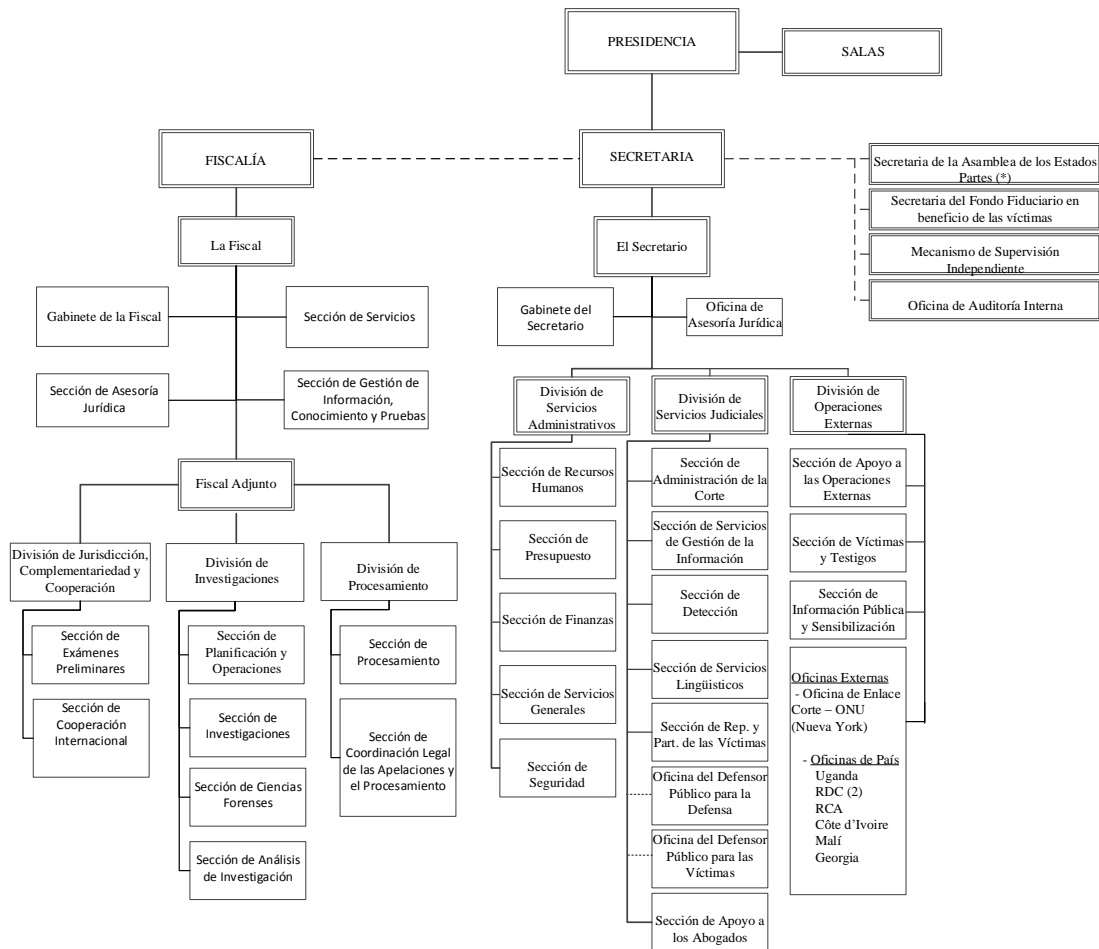 PRESIDENCIA
SALAS
FISCALÍA
SECRETARIA
Secretaria de la Asamblea de los Estados
Partes (*)
Secretaria del Fondo Fiduciario en
beneficio de las víctimas
Mecanismo de Supervisión
Independiente
Oficina de Auditoría Interna
La Fiscal
El Secretario
Gabinete de la Fiscal
Sección de Servicios
Sección de Asesoría
Jurídica
Sección de Gestión de
Información,
Conocimiento y Pruebas
Gabinete del
Secretario
Oficina de
Asesoría Jurídica
Fiscal Adjunto
División de Jurisdicción,
Complementariedad y
Cooperación
División de
Investigaciones
División de
Procesamiento
Sección de
Exámenes
Preliminares
Sección de
Cooperación
Internacional
Sección de
Planificación y
Operaciones
Sección de
Investigaciones
Sección de Ciencias
Forenses
Sección de Análisis
de Investigación
Sección de
Procesamiento
Sección de
Coordinación Legal
de las Apelaciones y
el Procesamiento
División de
Servicios
Administrativos
División de
Servicios Judiciales
División de
Operaciones
Externas
Sección de Recursos
Humanos
Sección de
Presupuesto
Sección de Finanzas
Sección de Servicios
Generales
Sección de
Seguridad
Sección de
Administración de la
Corte
Sección de Servicios
de Gestión de la
Información
Sección de
Detección
Sección de Servicios
Lingüisticos
Sección de Rep. y
Part. de las Víctimas
Oficina del Defensor
Público para la
Defensa
Oficina del Defensor
Público para las
Víctimas
Sección de Apoyo a
los Abogados
Sección de Apoyo a
las Operaciones
Externas
Sección de Víctimas
y Testigos
Sección de
Información Pública
y Sensibilización
Oficinas Externas
- Oficina de Enlace
Corte – ONU
(Nueva York)
- Oficinas de País
Uganda
RDC (2)
RCA
Côte d'Ivoire
Malí
Georgia